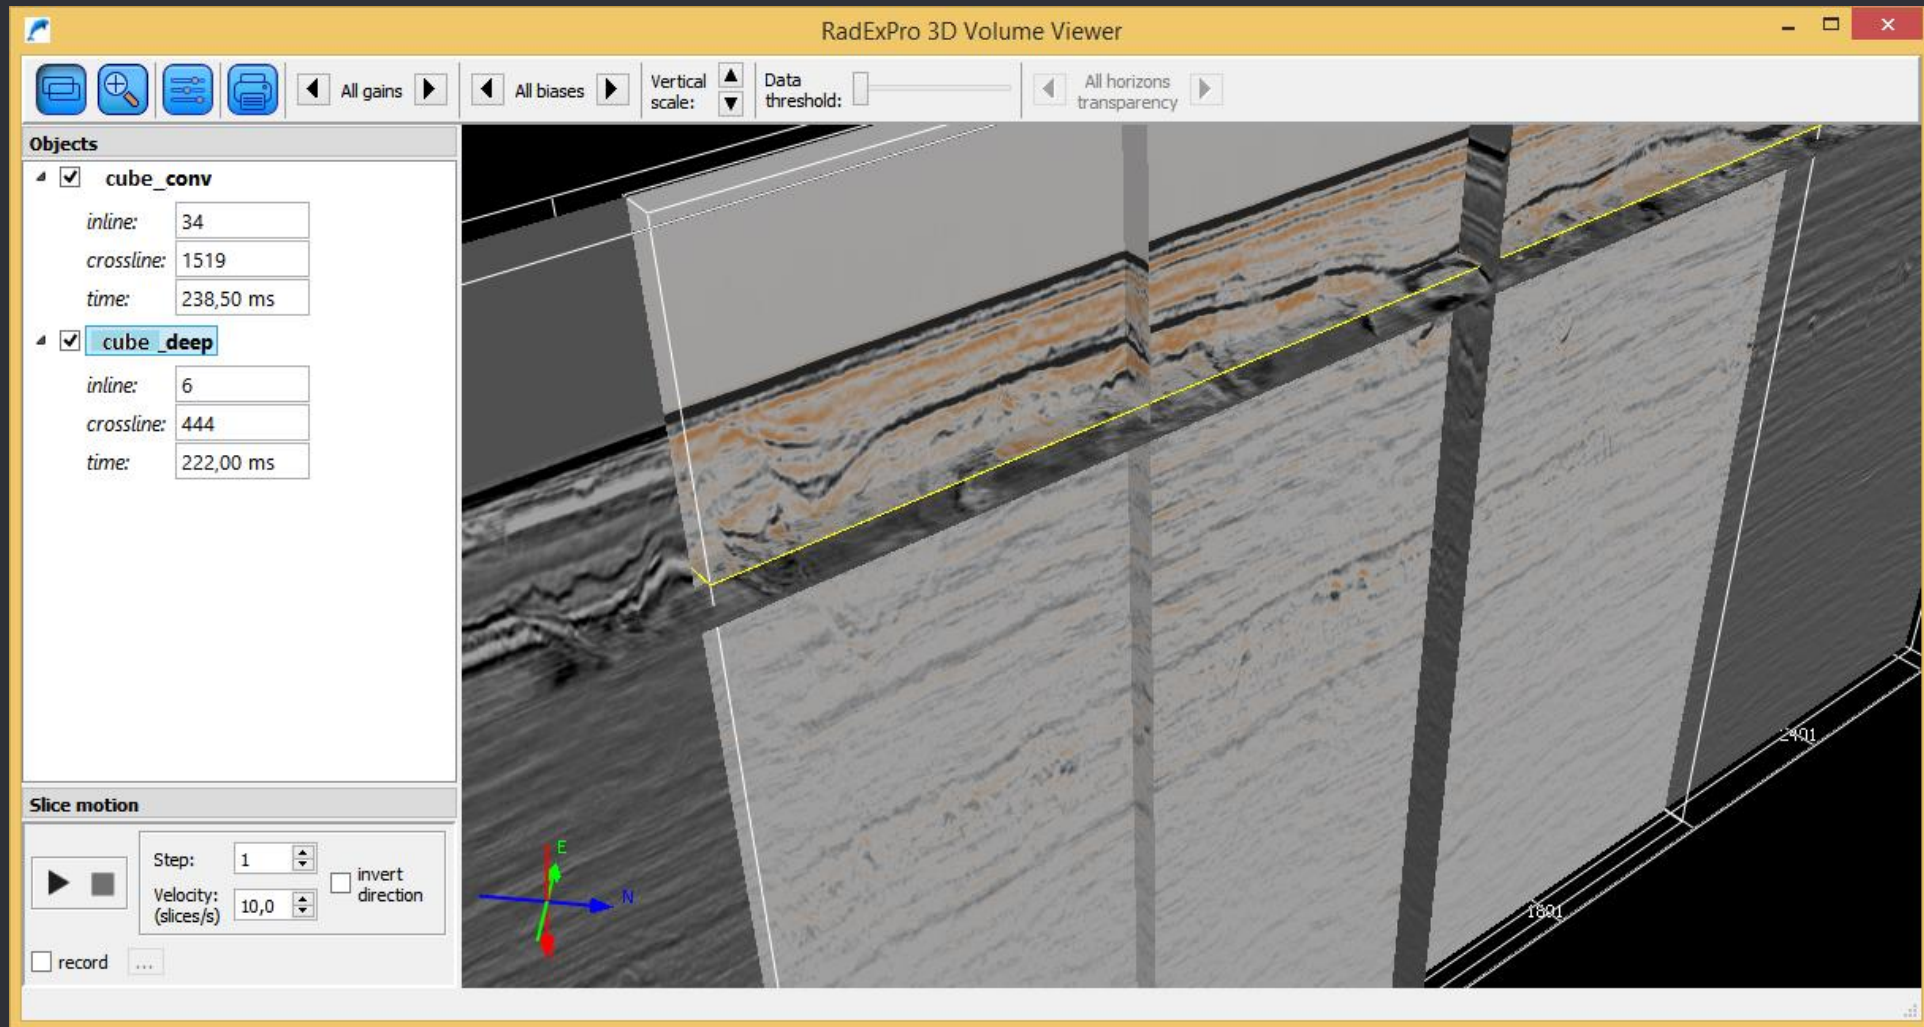 RadExPro 3D Volume Viewer
All gains
All biases
Vertical
scale:
Data
threshold:
All horizons
transparency
Objects
cube_conv
inline: 34
crossline: 1519
time: 238,50 ms
cube _deep
inline: 6
crossline: 444
time: 222,00 ms
Slice motion
Step: 1
Velocity:
(slices/s) 10,0
invert
direction
record ...
E
N
2401
1801